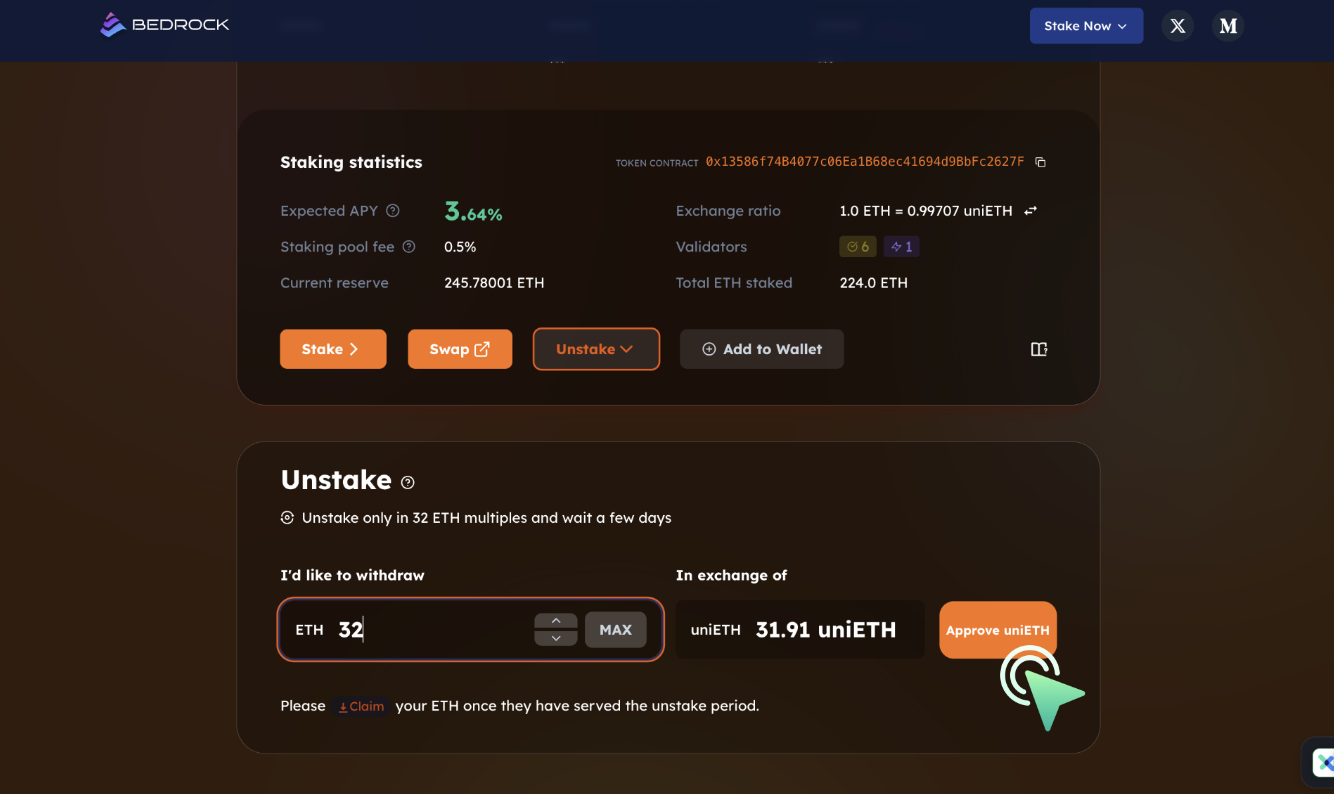 BEDROCK
Stake Now
M
Staking statistics
TOKEN CONTRACT 0x13586f74B4077c06Ea1B68ec41694d9BbFc2627F
Expected APY 3.64%
Exchange ratio 1.0 ETH = 0.99707 uniETH
Staking pool fee 0.5%
Validators 6 1
Current reserve 245.78001 ETH
Total ETH staked 224.0 ETH
Stake Swap Unstake Add to Wallet
Unstake
Unstake only in 32 ETH multiples and wait a few days
I'd like to withdraw
In exchange of
ETH 32 MAX
uniETH 31.91 uniETH
Approve uniETH
Please Claim your ETH once they have served the unstake period.